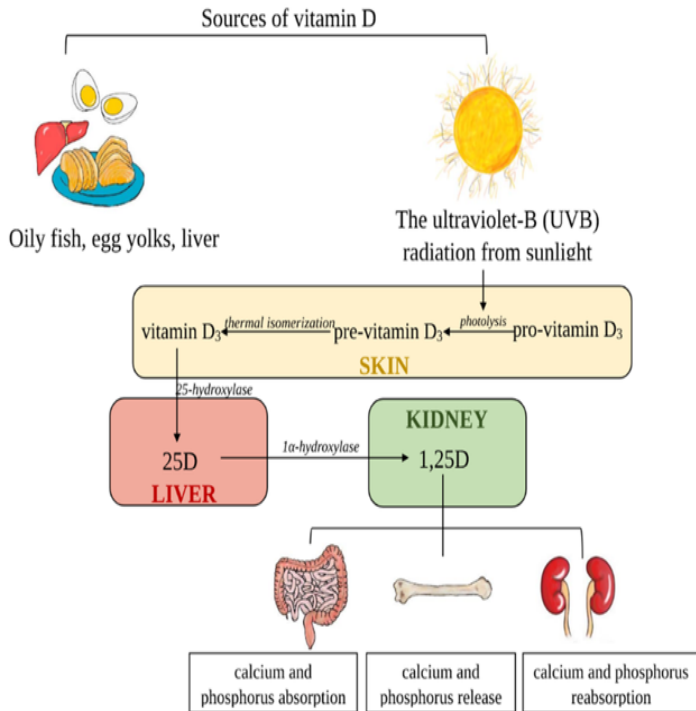 Sources of vitamin D
Oily fish, egg yolks, liver
The ultraviolet-B (UVB)
radiation from sunlight
vitamin D₃
thermal isomerization
pre-vitamin D₃
photolysis
pro-vitamin D₃
SKIN
25-hydroxylase
25D
LIVER
1α-hydroxylase
KIDNEY
1,25D
calcium and
phosphorus absorption
calcium and
phosphorus release
calcium and phosphorus
reabsorption